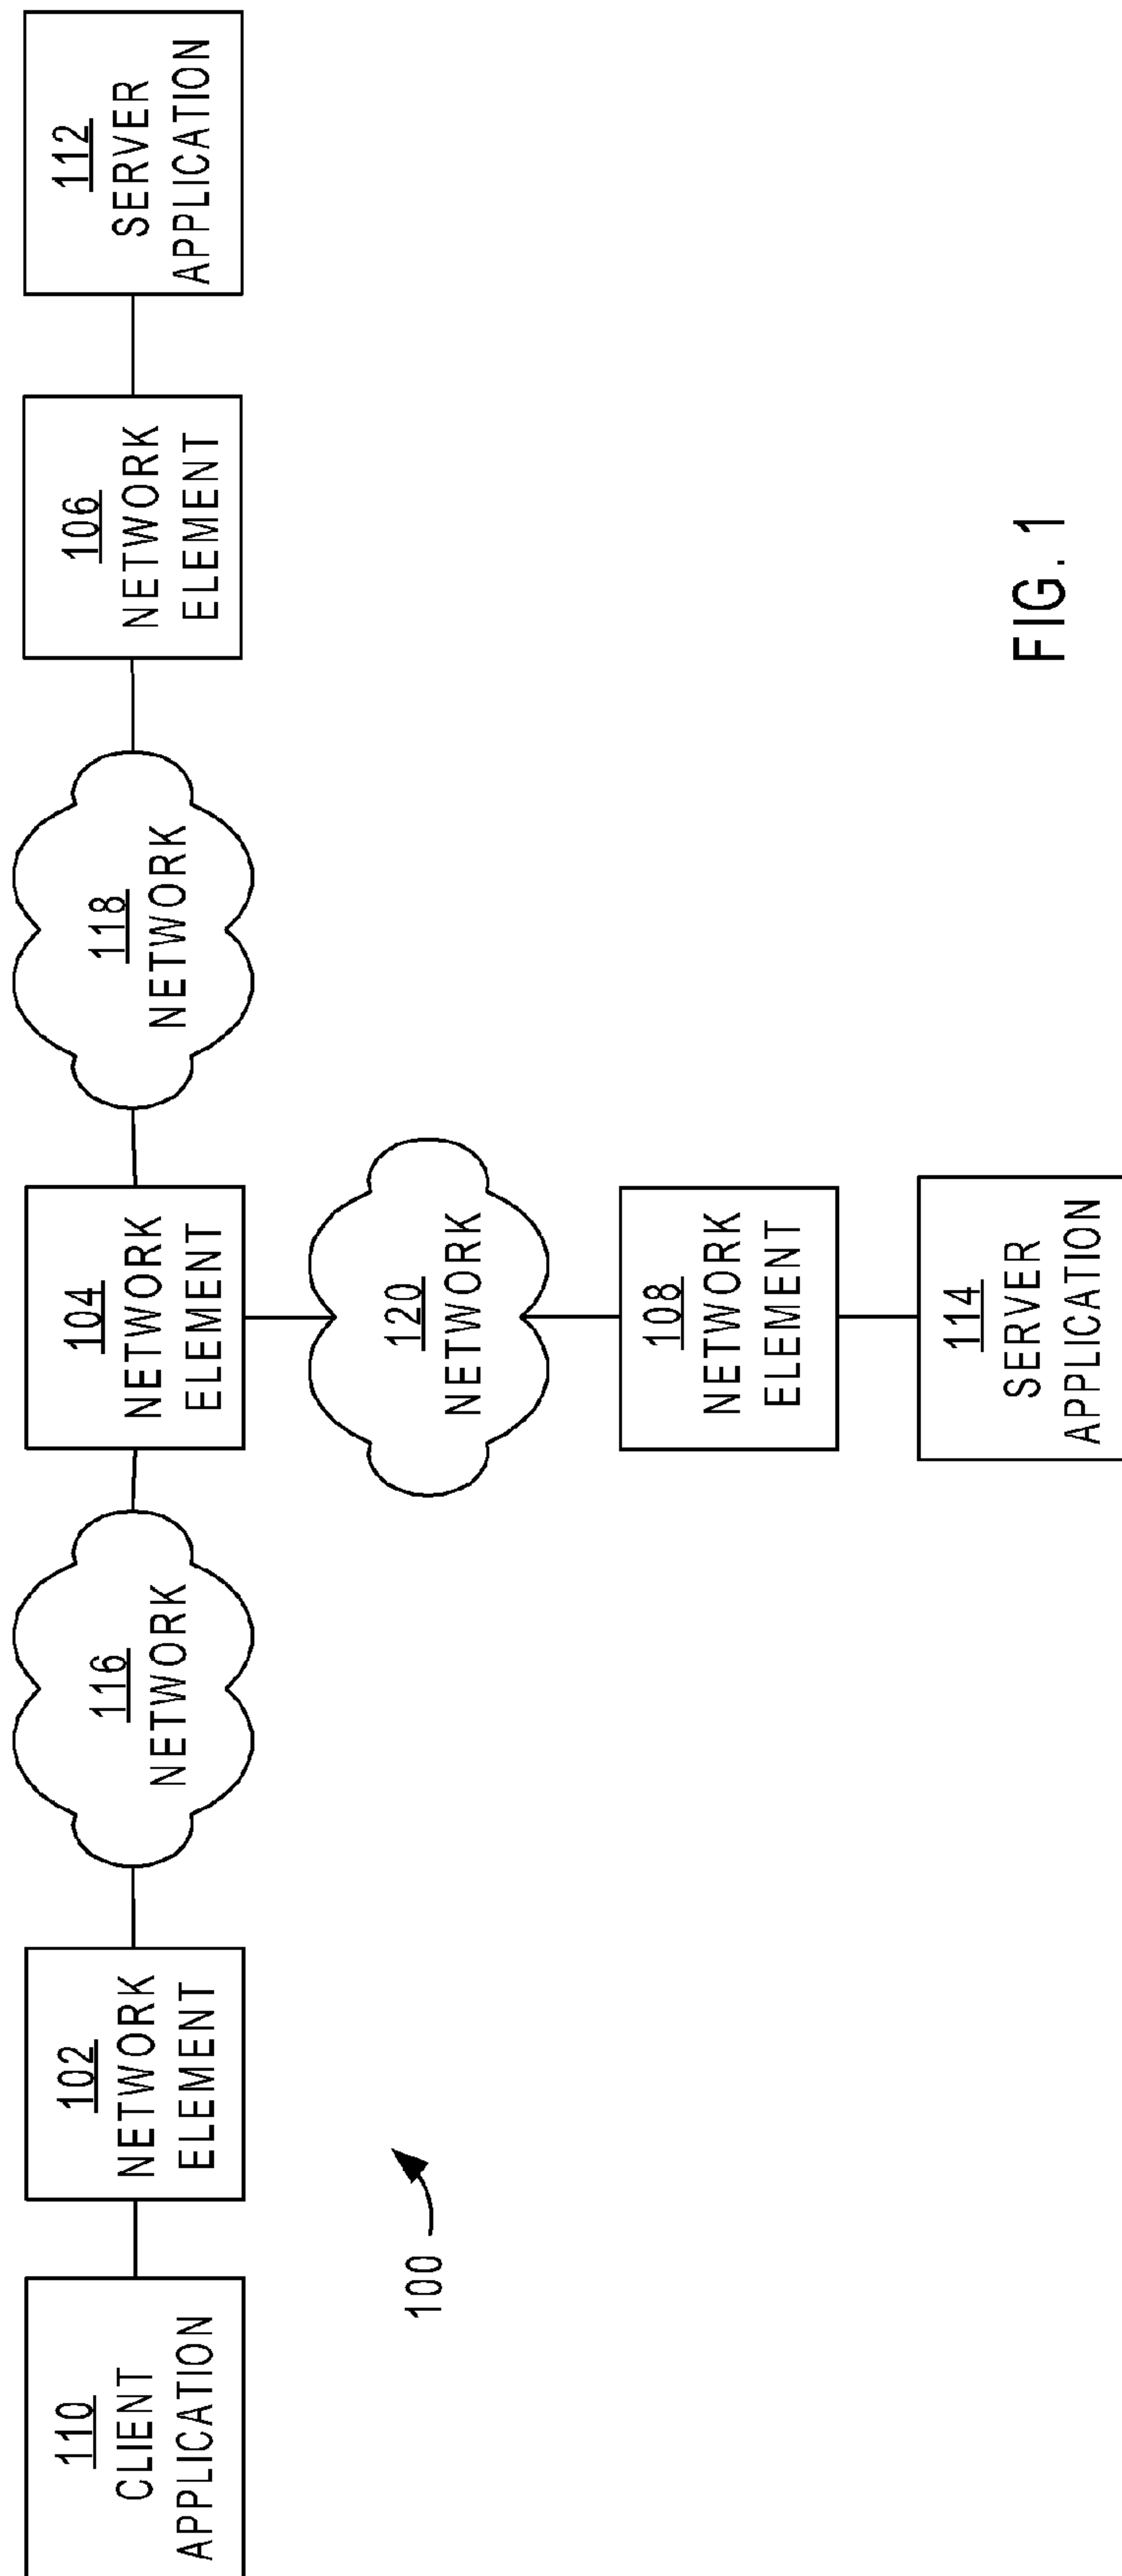 110
CLIENT
APPLICATION
102
NETWORK
ELEMENT
116
NETWORK
104
NETWORK
ELEMENT
118
NETWORK
106
NETWORK
ELEMENT
112
SERVER
APPLICATION
120
NETWORK
100
108
NETWORK
ELEMENT
114
SERVER
APPLICATION
FIG. 1